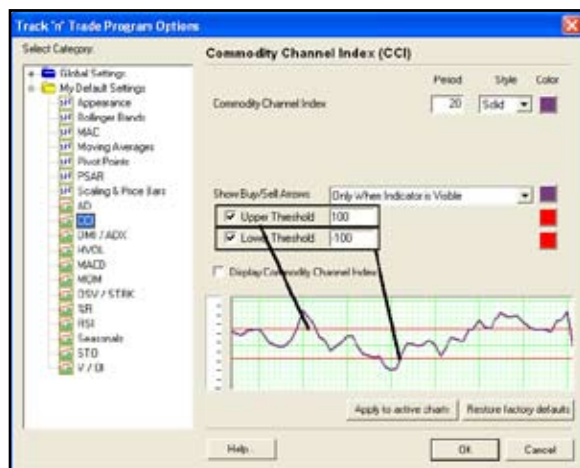 Track 'n' Trade Program Options
Select Category:
Global Settings
My Default Settings
Appearance
Bollinger Bands
MAC
Moving Averages
Pivot Points
PSAR
Scaling & Price Bars
AD
CCI
DMI / ADX
HVOL
MACD
MOM
OSV / STRK
%R
RSI
Seasonals
STO
V / OI
Commodity Channel Index (CCI)
Period Style Color
Commodity Channel Index 20 Solid
Show Buy/Sell Arrows Only When Indicator is Visible
Upper Threshold 100
Lower Threshold -100
Display Commodity Channel Index
Apply to active charts Restore factory defaults
Help... OK Cancel